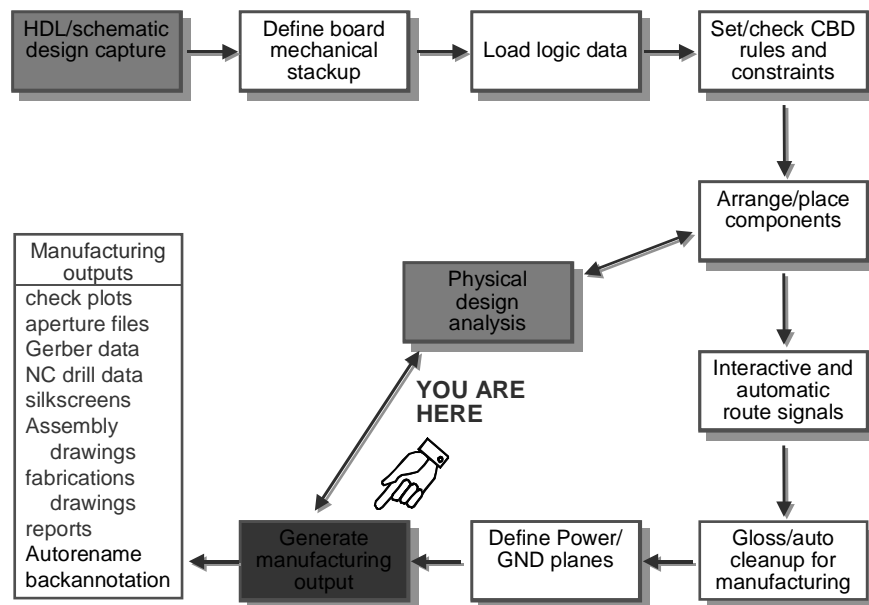 HDL/schematic
design capture
Define board
mechanical
stackup
Load logic data
Set/check CBD
rules and
constraints
Arrange/place
components
Manufacturing
outputs
check plots
aperture files
Gerber data
NC drill data
silkscreens
Assembly
drawings
fabrications
drawings
reports
Autorename
backannotation
Physical
design
analysis
YOU ARE
HERE
Interactive and
automatic
route signals
Generate
manufacturing
output
Define Power/
GND planes
Gloss/auto
cleanup for
manufacturing